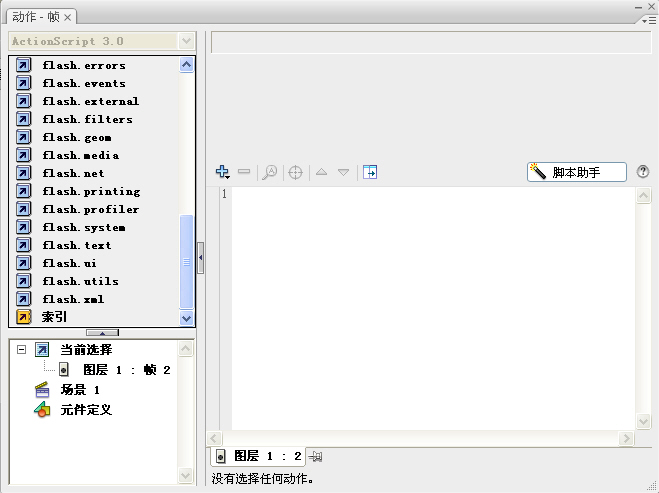 动作 - 帧
ActionScript 3.0
flash.errors
flash.events
flash.external
flash.filters
flash.geom
flash.media
flash.net
flash.printing
flash.profiler
flash.system
flash.text
flash.ui
flash.utils
flash.xml
索引
当前选择
图层 1 : 帧 2
场景 1
元件定义
脚本助手
1
图层 1 : 2
没有选择任何动作。